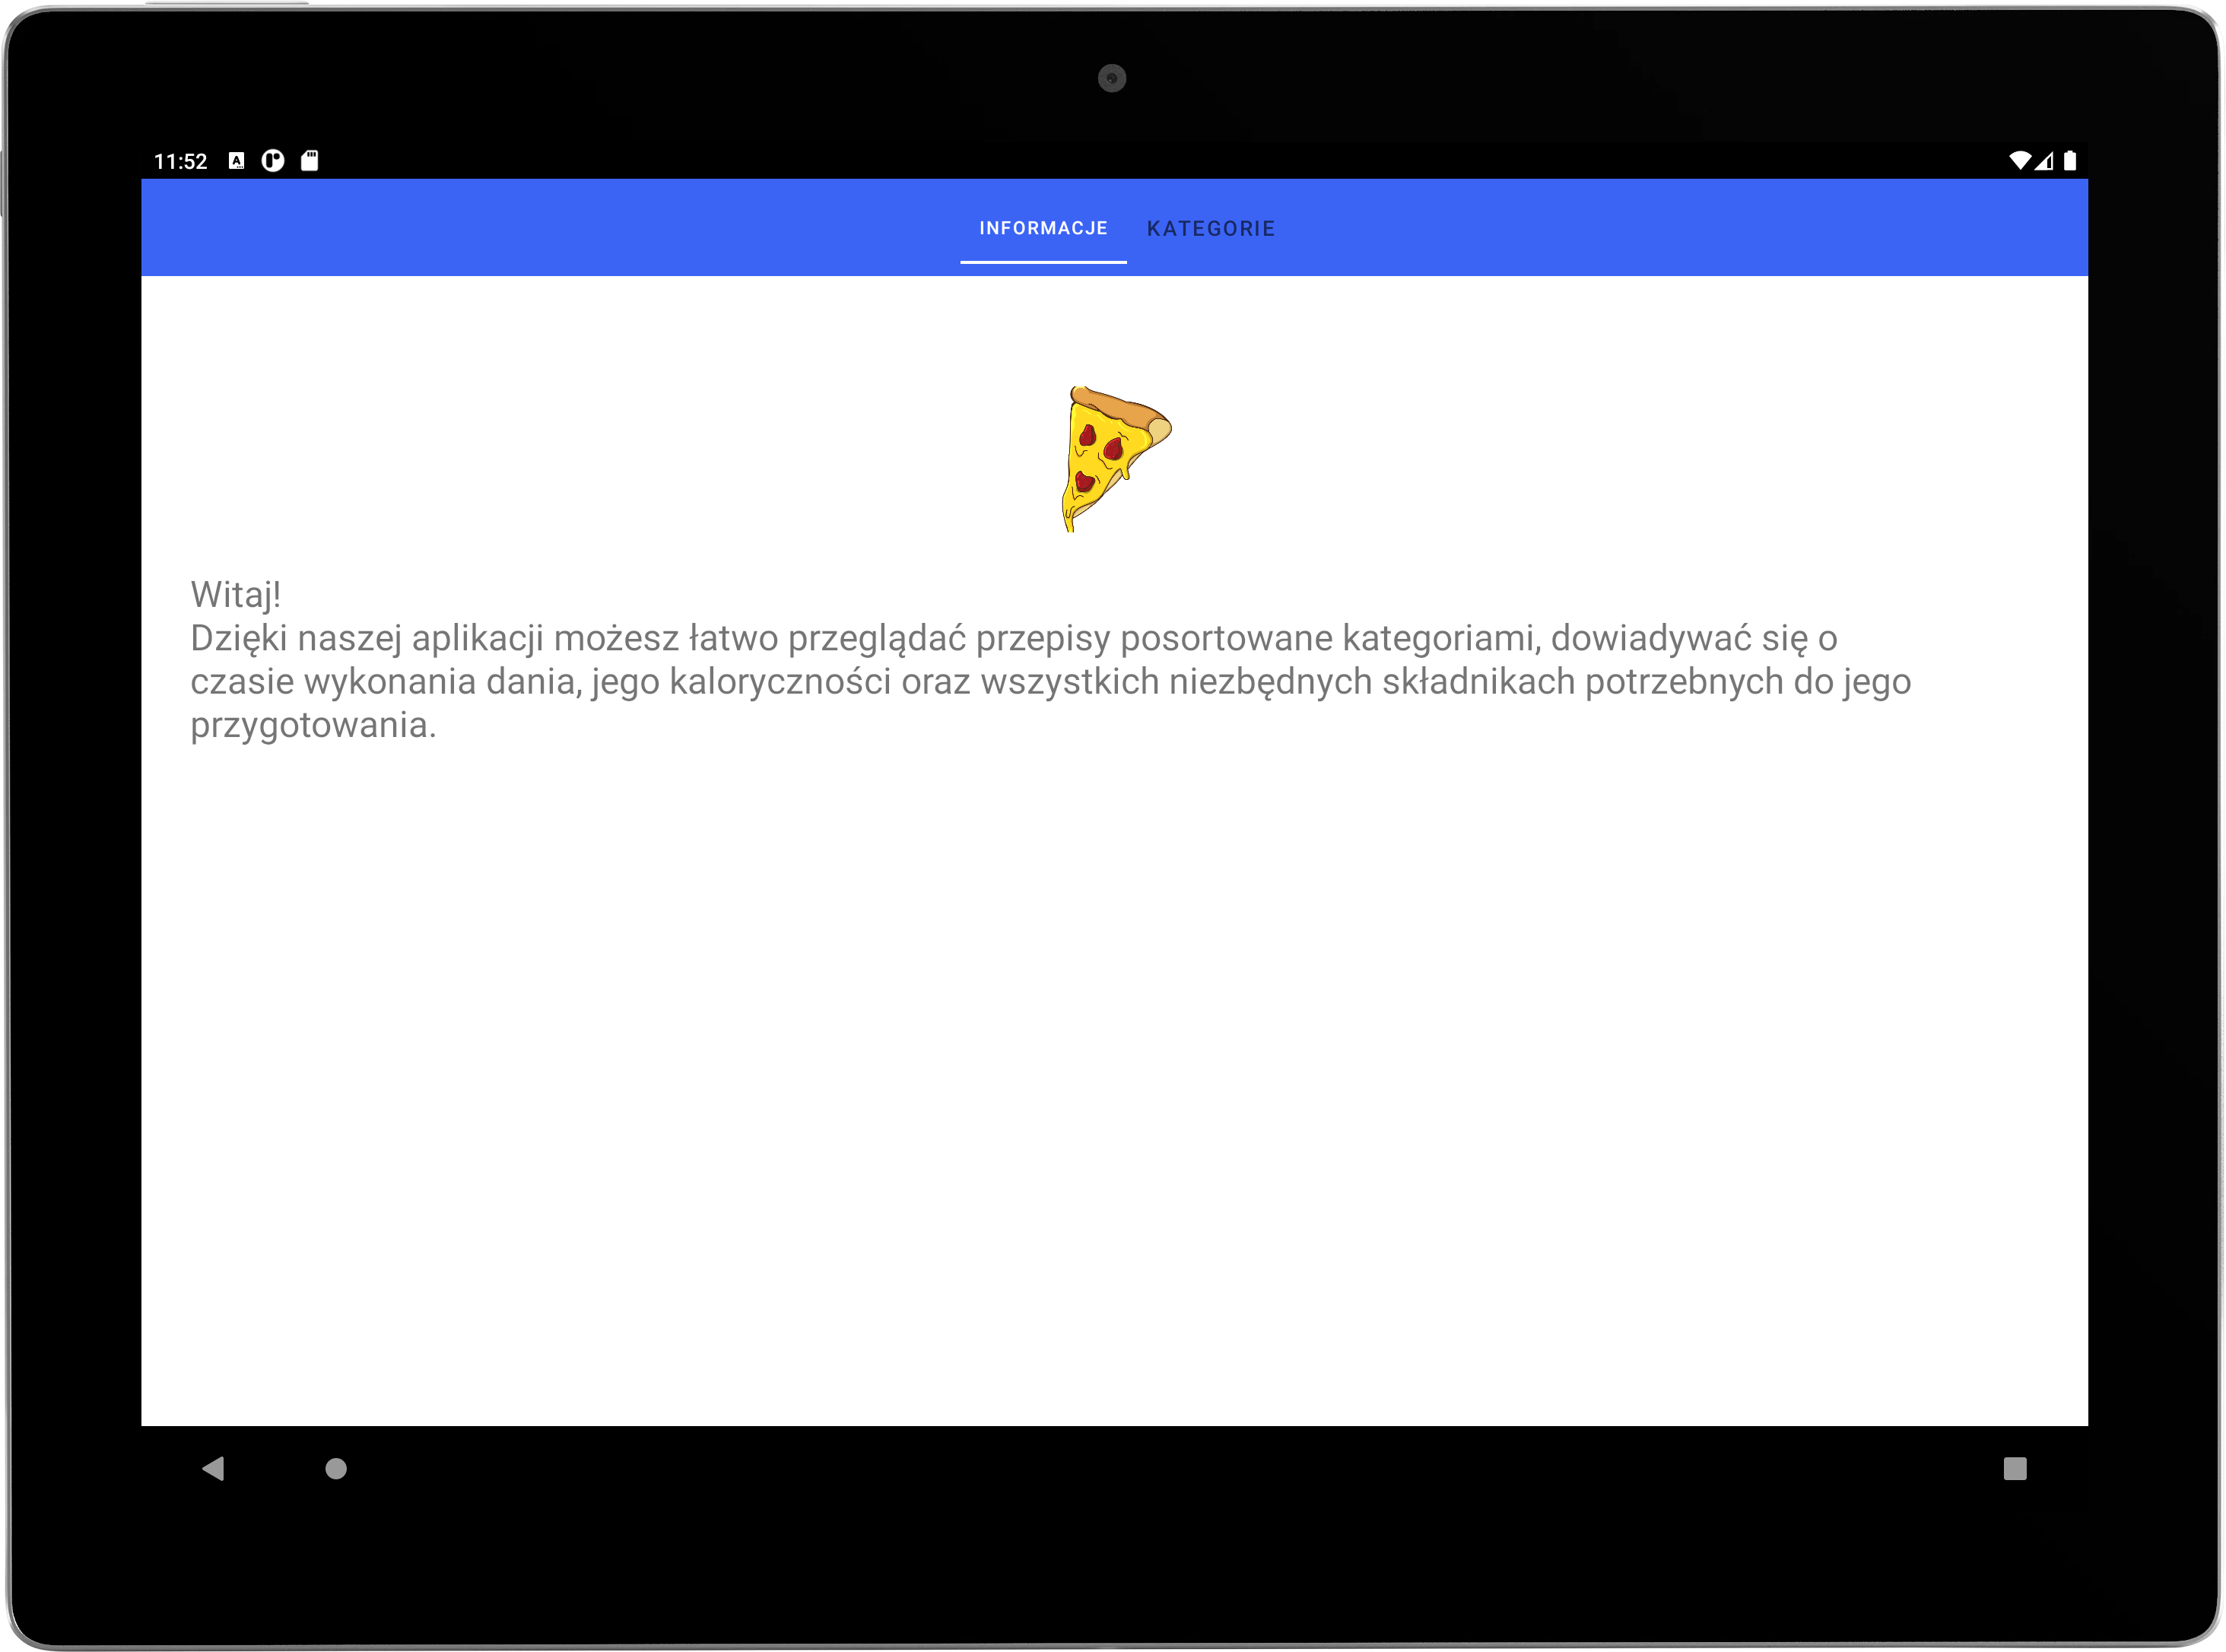 11:52
INFORMACJE KATEGORIE
Witaj!
Dzięki naszej aplikacji możesz łatwo przeglądać przepisy posortowane kategoriami, dowiadywać się o
czasie wykonania dania, jego kaloryczności oraz wszystkich niezbędnych składnikach potrzebnych do jego
przygotowania.